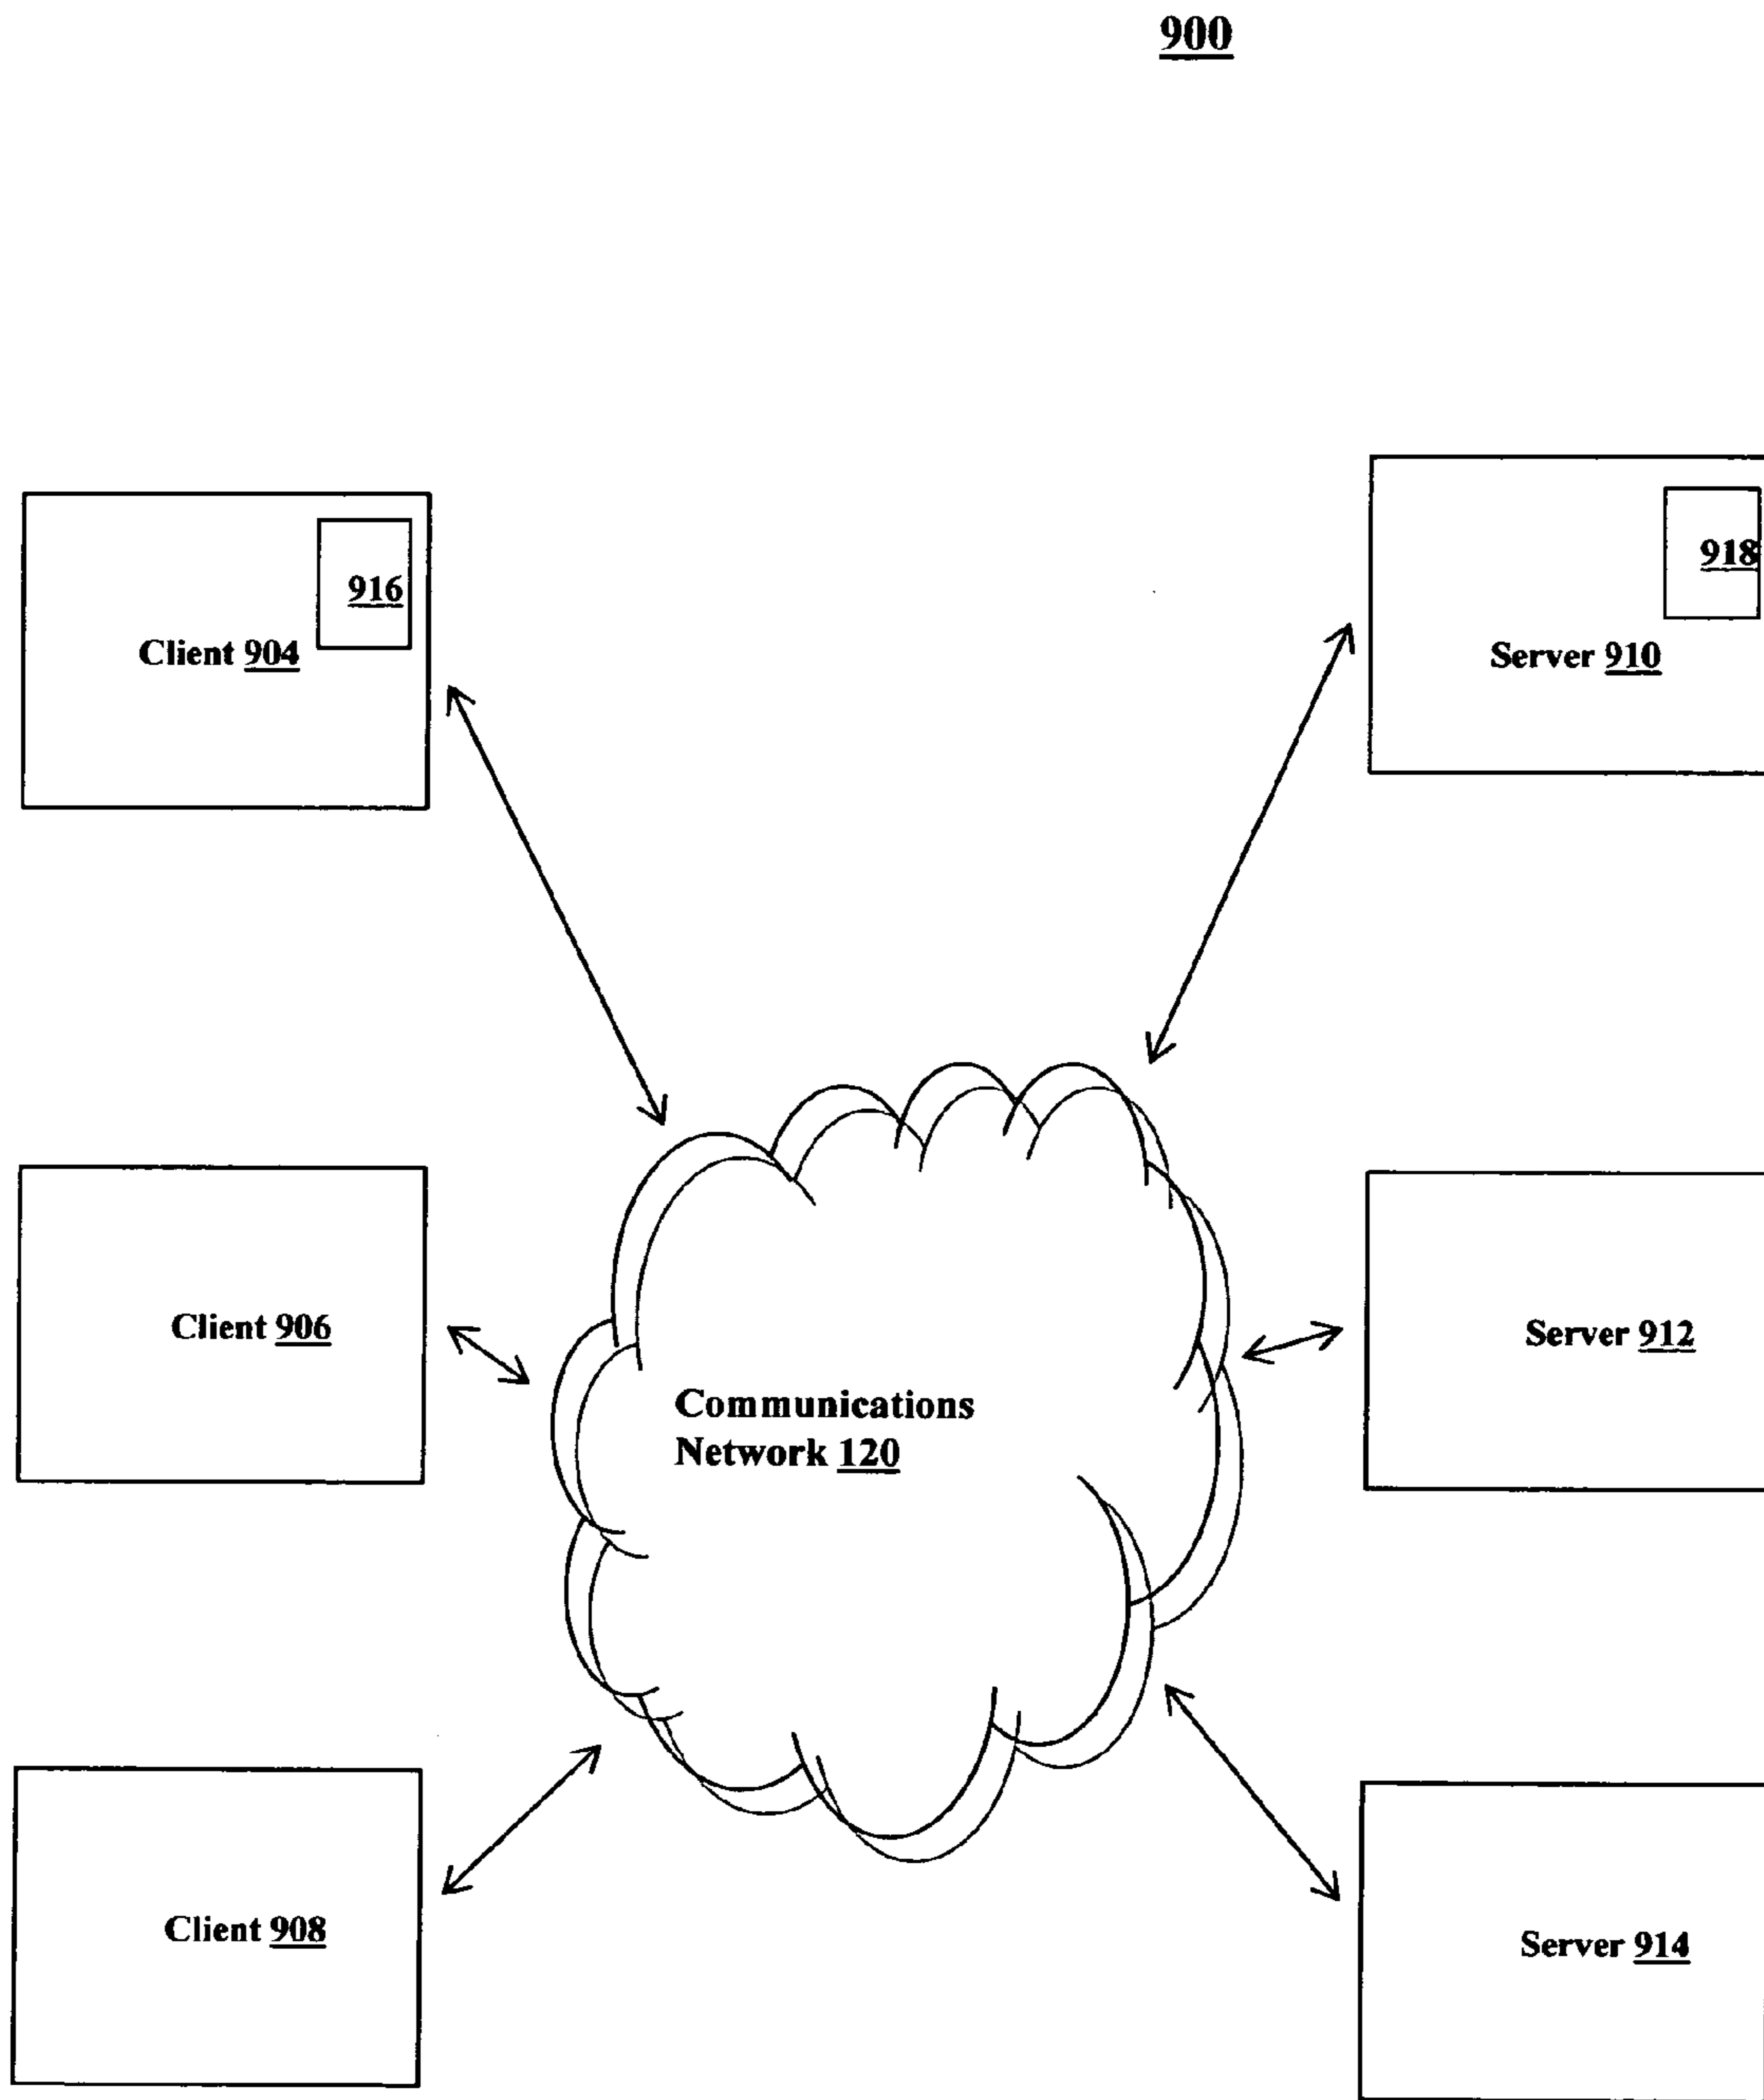 900
916
Client 904
918
Server 910
Client 906
Server 912
Communications
Network 120
Client 908
Server 914